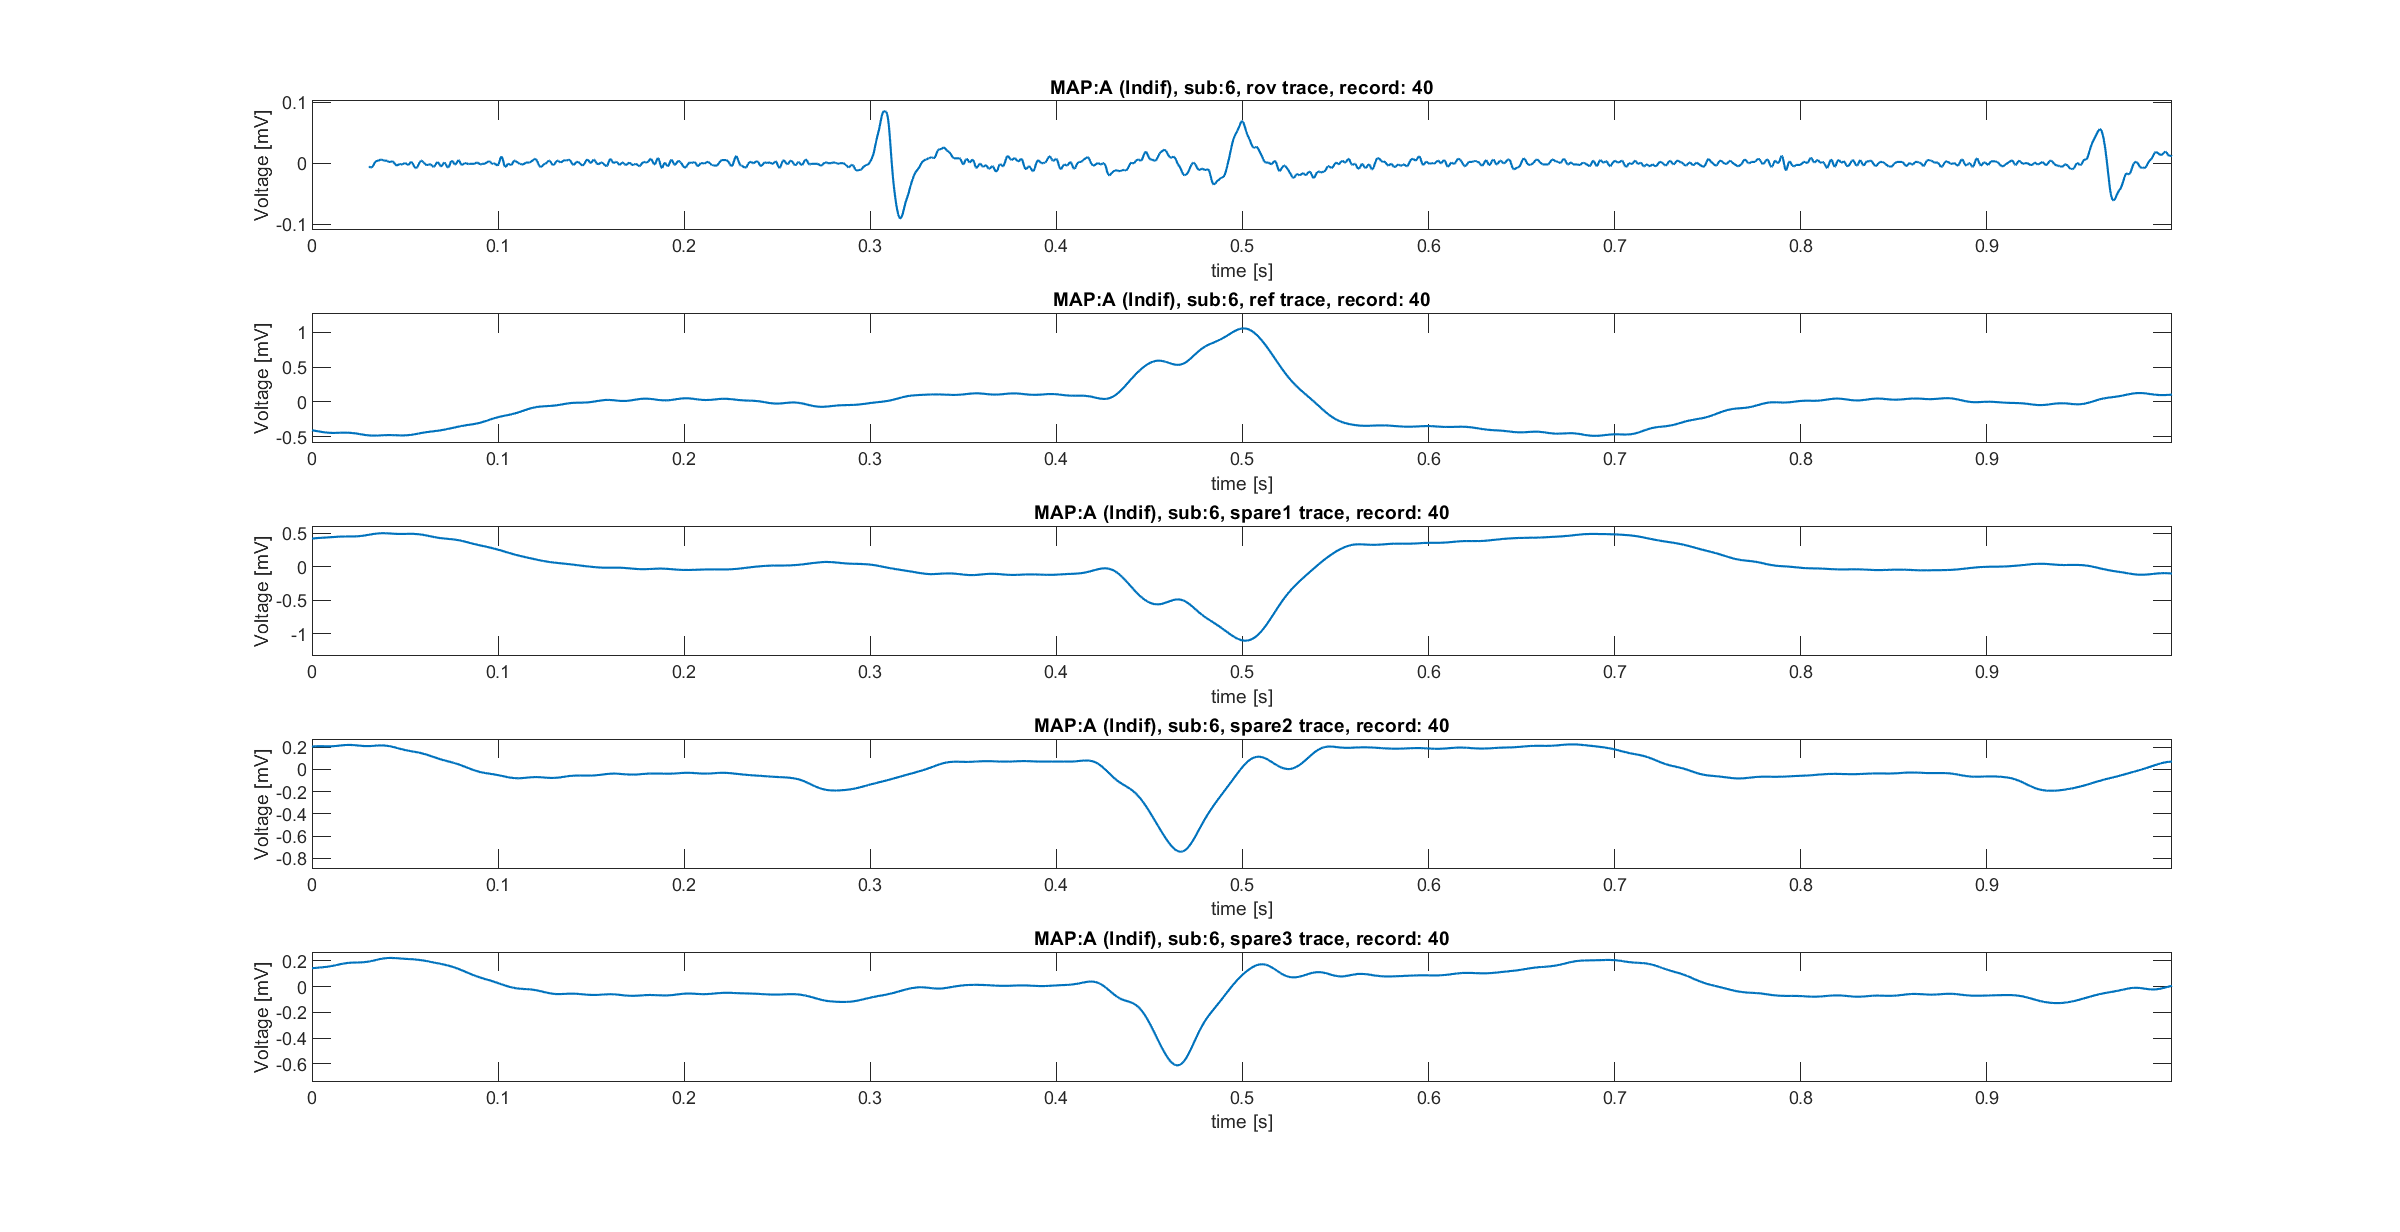 MAP:A (Indif), sub:6, rov trace, record: 40
Voltage [mV]
0.1
0
-0.1
0 0.1 0.2 0.3 0.4 0.5 0.6 0.7 0.8 0.9
time [s]
MAP:A (Indif), sub:6, ref trace, record: 40
Voltage [mV]
1
0.5
0
-0.5
0 0.1 0.2 0.3 0.4 0.5 0.6 0.7 0.8 0.9
time [s]
MAP:A (Indif), sub:6, spare1 trace, record: 40
Voltage [mV]
0.5
0
-0.5
-1
0 0.1 0.2 0.3 0.4 0.5 0.6 0.7 0.8 0.9
time [s]
MAP:A (Indif), sub:6, spare2 trace, record: 40
Voltage [mV]
0.2
0
-0.2
-0.4
-0.6
-0.8
0 0.1 0.2 0.3 0.4 0.5 0.6 0.7 0.8 0.9
time [s]
MAP:A (Indif), sub:6, spare3 trace, record: 40
Voltage [mV]
0.2
0
-0.2
-0.4
-0.6
0 0.1 0.2 0.3 0.4 0.5 0.6 0.7 0.8 0.9
time [s]